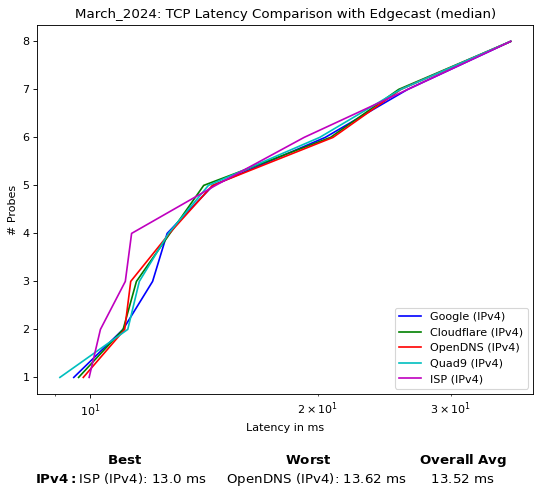 March_2024: TCP Latency Comparison with Edgecast (median)
8
7
6
5
4
3
2
1
# Probes
Google (IPv4)
Cloudflare (IPv4)
OpenDNS (IPv4)
Quad9 (IPv4)
ISP (IPv4)
10¹
2 × 10¹
3 × 10¹
Latency in ms
Best Worst Overall Avg
IPv4: ISP (IPv4): 13.0 ms OpenDNS (IPv4): 13.62 ms 13.52 ms